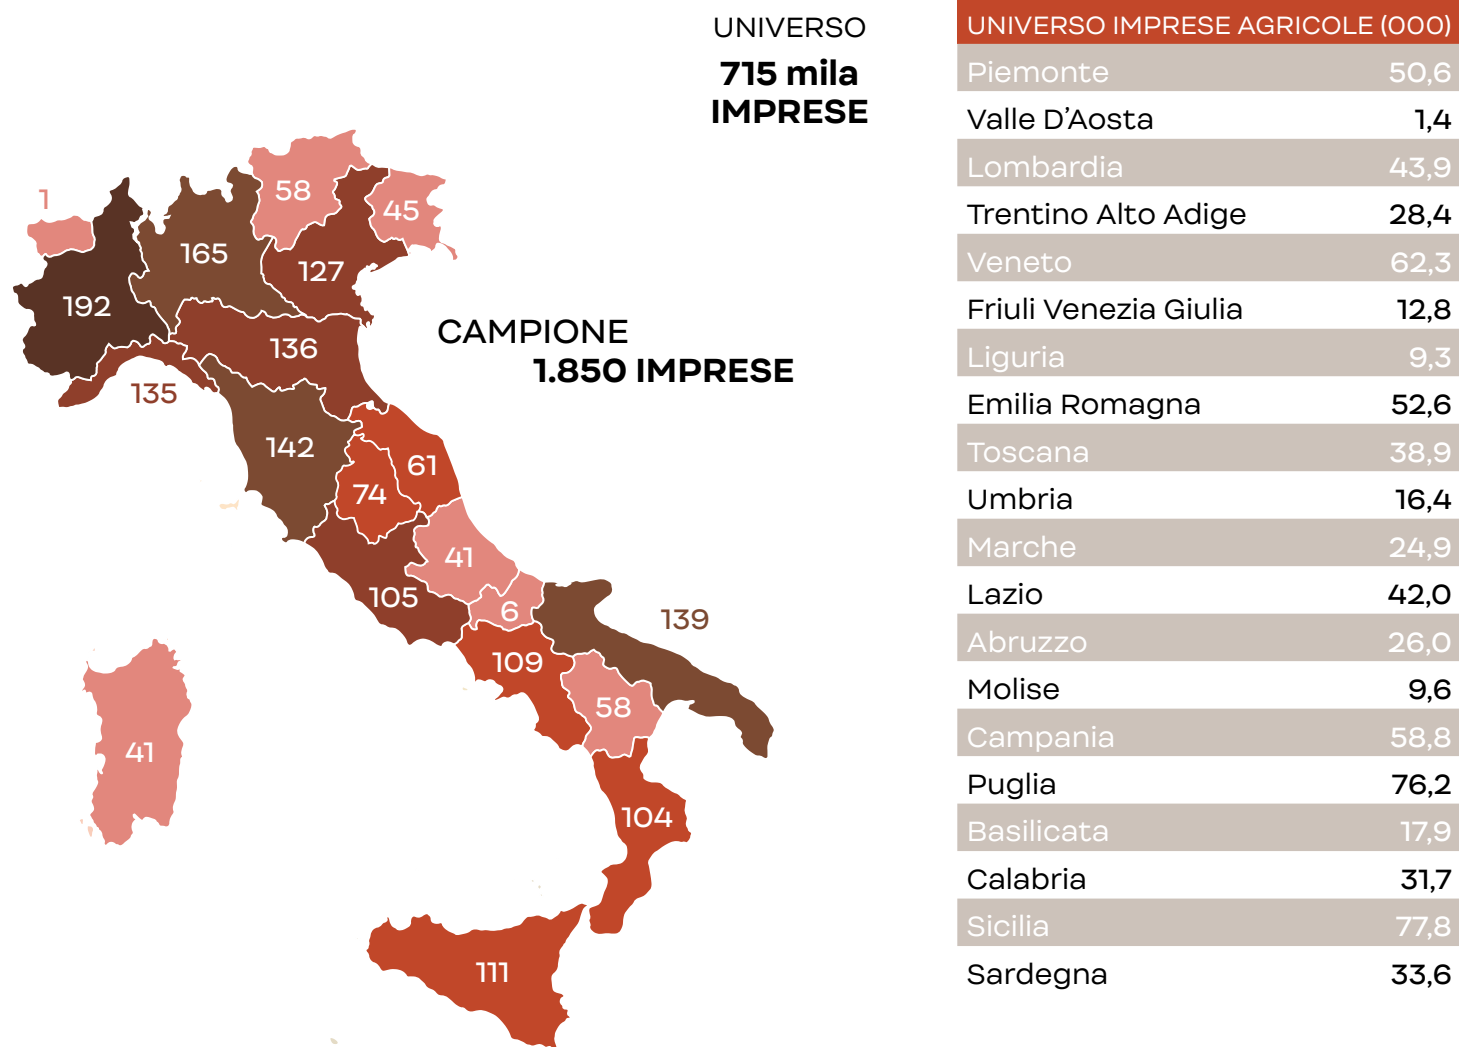 UNIVERSO
715 mila
IMPRESE
1
58
45
165
127
192
136
135
CAMPIONE
1.850 IMPRESE
142
61
74
41
105
6
139
109
58
41
104
111
UNIVERSO IMPRESE AGRICOLE (000)
Piemonte 50,6
Valle D’Aosta 1,4
Lombardia 43,9
Trentino Alto Adige 28,4
Veneto 62,3
Friuli Venezia Giulia 12,8
Liguria 9,3
Emilia Romagna 52,6
Toscana 38,9
Umbria 16,4
Marche 24,9
Lazio 42,0
Abruzzo 26,0
Molise 9,6
Campania 58,8
Puglia 76,2
Basilicata 17,9
Calabria 31,7
Sicilia 77,8
Sardegna 33,6